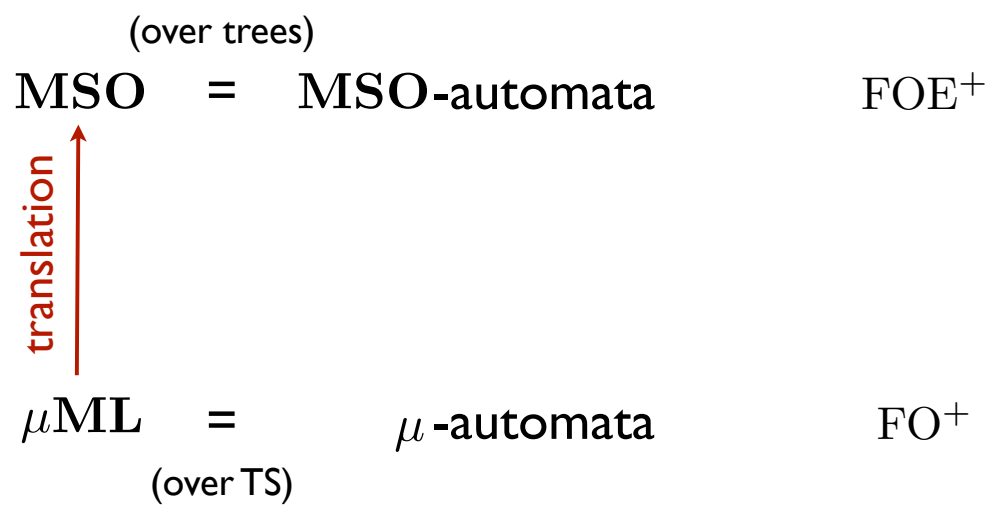 (over trees)
MSO = MSO-automata FOE⁺
translation
μML = μ-automata FO⁺
(over TS)